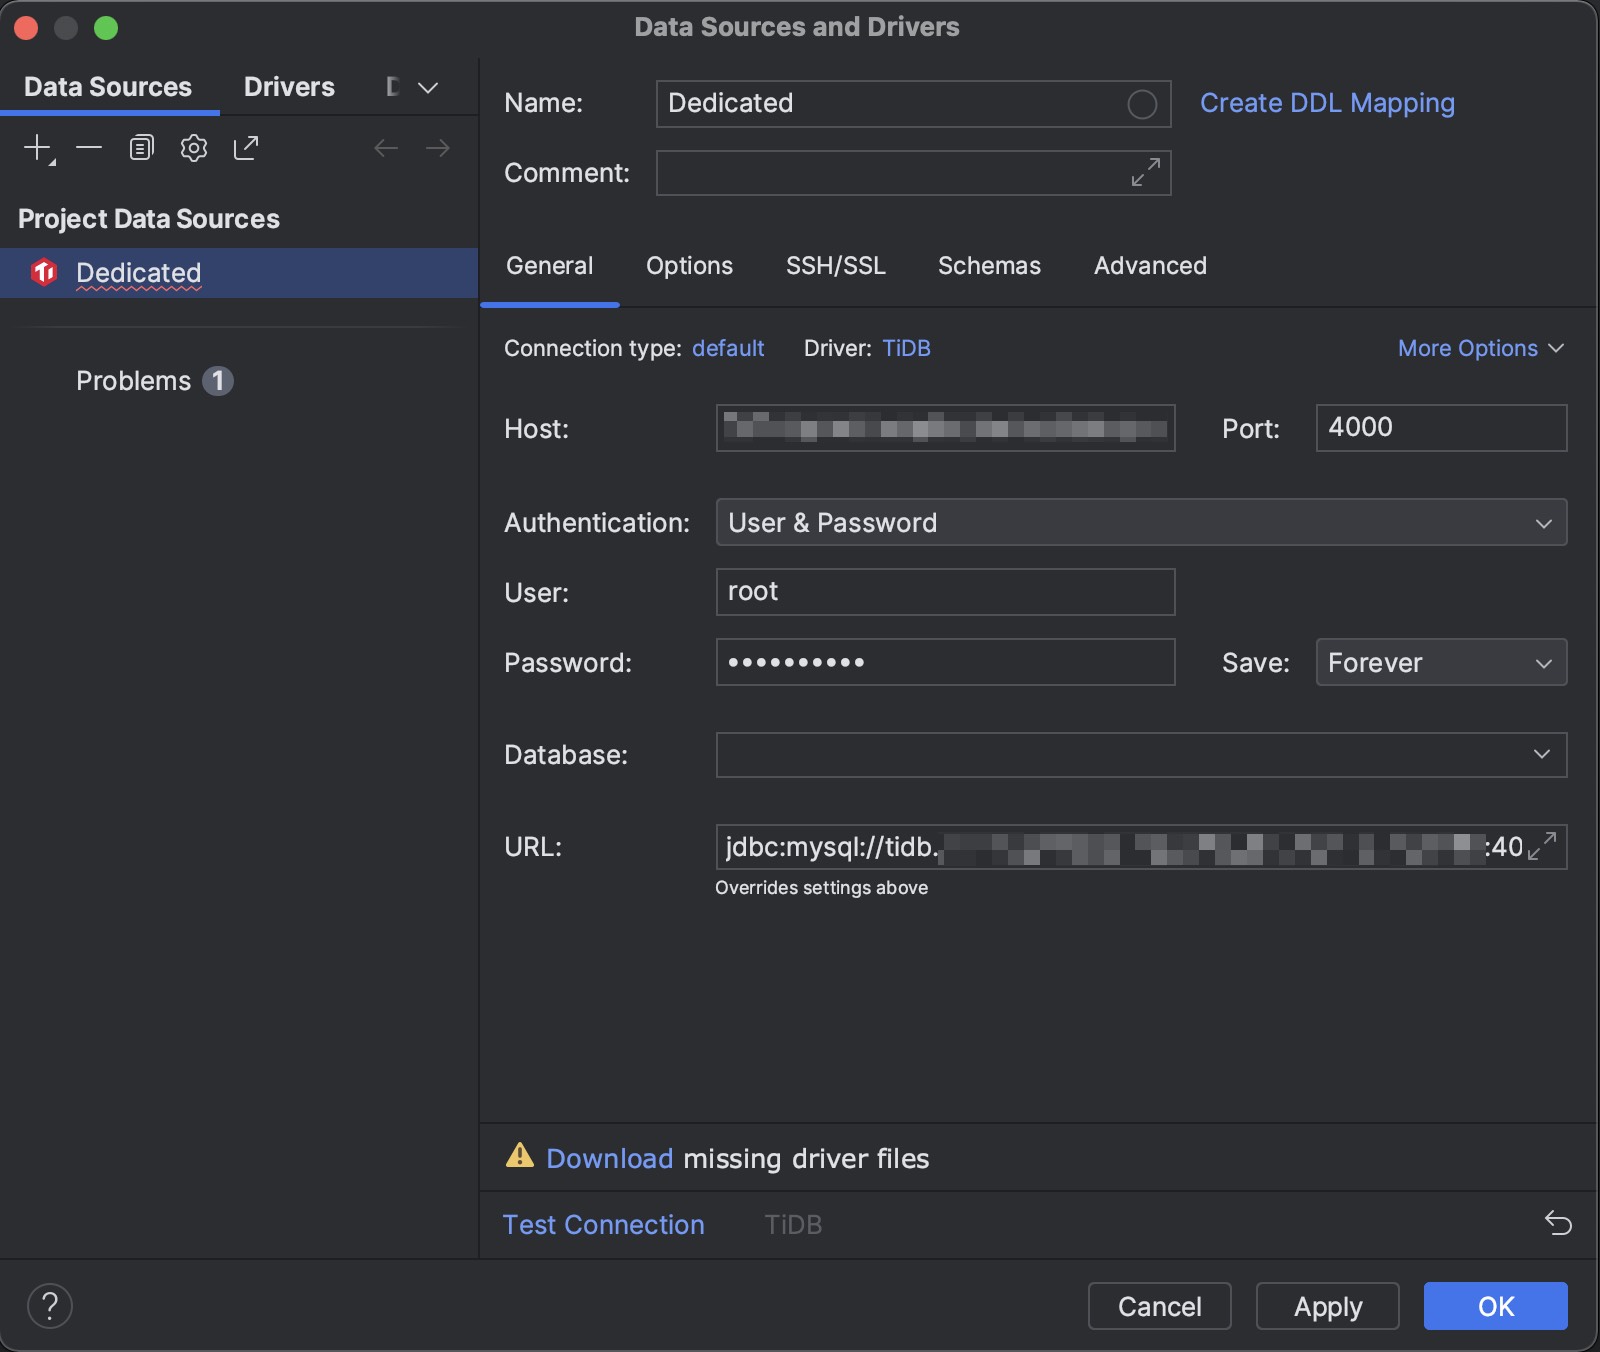 Data Sources and Drivers
Data Sources Drivers
Project Data Sources
Dedicated
Problems 1
Name: Dedicated Create DDL Mapping
Comment:
General Options SSH/SSL Schemas Advanced
Connection type: default Driver: TiDB More Options
Host: Port: 4000
Authentication: User & Password
User: root
Password: •••••••••• Save: Forever
Database:
URL: jdbc:mysql://tidb. :40
Overrides settings above
Download missing driver files
Test Connection TiDB
? Cancel Apply OK